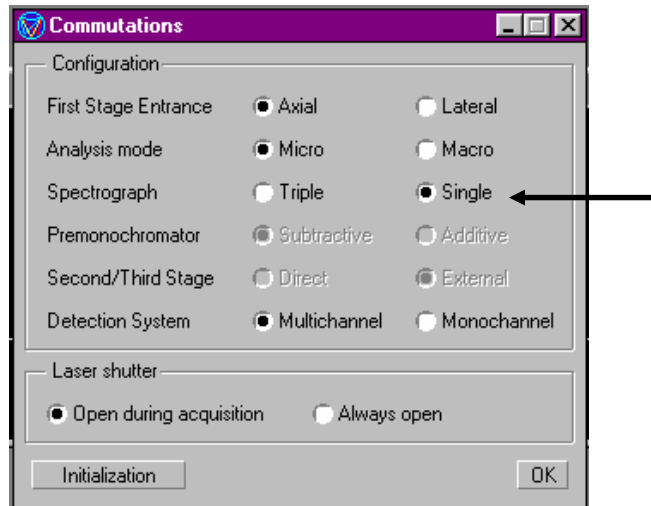 Commutations
Configuration
First Stage Entrance Axial Lateral
Analysis mode Micro Macro
Spectrograph Triple Single
Premonochromator Subtractive Additive
Second/Third Stage Direct External
Detection System Multichannel Monochannel
Laser shutter
Open during acquisition Always open
Initialization OK